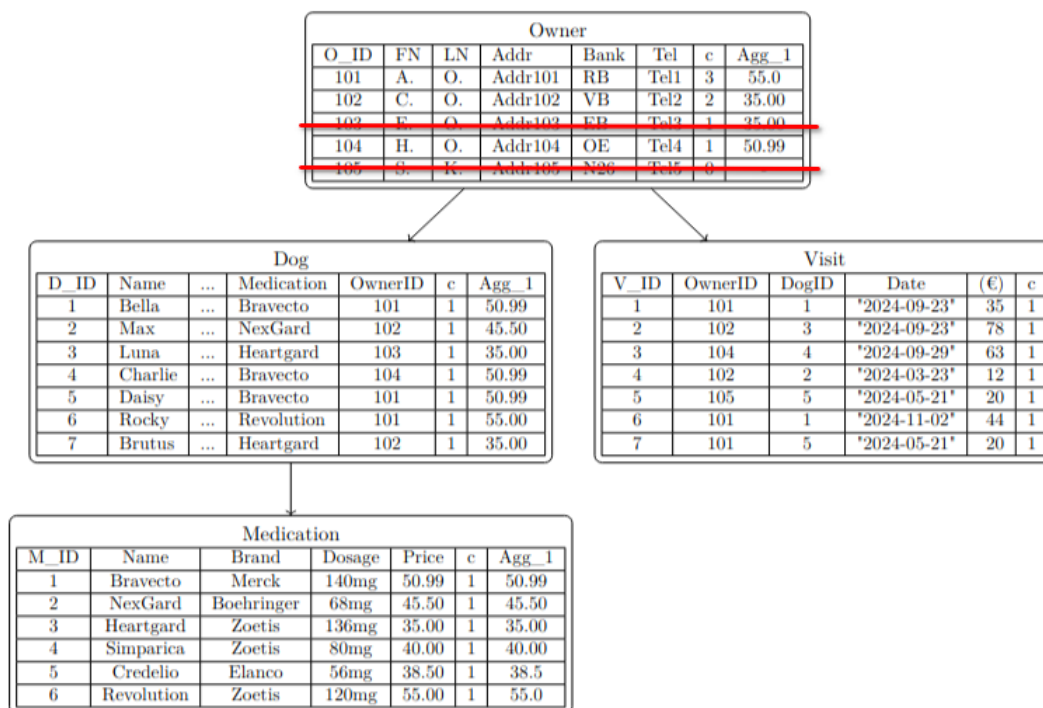 Owner
O_ID FN LN Addr Bank Tel c Agg_1
101 A. O. Addr101 RB Tel1 3 55.0
102 C. O. Addr102 VB Tel2 2 35.00
103 E. O. Addr103 EB Tel3 1 35.00
104 H. O. Addr104 OE Tel4 1 50.99
105 S. K. Addr105 N26 Tel5 0 -
Dog
D_ID Name ... Medication OwnerID c Agg_1
1 Bella ... Bravecto 101 1 50.99
2 Max ... NexGard 102 1 45.50
3 Luna ... Heartgard 103 1 35.00
4 Charlie ... Bravecto 104 1 50.99
5 Daisy ... Bravecto 101 1 50.99
6 Rocky ... Revolution 101 1 55.00
7 Brutus ... Heartgard 102 1 35.00
Visit
V_ID OwnerID DogID Date (€) c
1 101 1 "2024-09-23" 35 1
2 102 3 "2024-09-23" 78 1
3 104 4 "2024-09-29" 63 1
4 102 2 "2024-03-23" 12 1
5 105 5 "2024-05-21" 20 1
6 101 1 "2024-11-02" 44 1
7 101 5 "2024-05-21" 20 1
Medication
M_ID Name Brand Dosage Price c Agg_1
1 Bravecto Merck 140mg 50.99 1 50.99
2 NexGard Boehringer 68mg 45.50 1 45.50
3 Heartgard Zoetis 136mg 35.00 1 35.00
4 Simparica Zoetis 80mg 40.00 1 40.00
5 Credelio Elanco 56mg 38.50 1 38.5
6 Revolution Zoetis 120mg 55.00 1 55.0